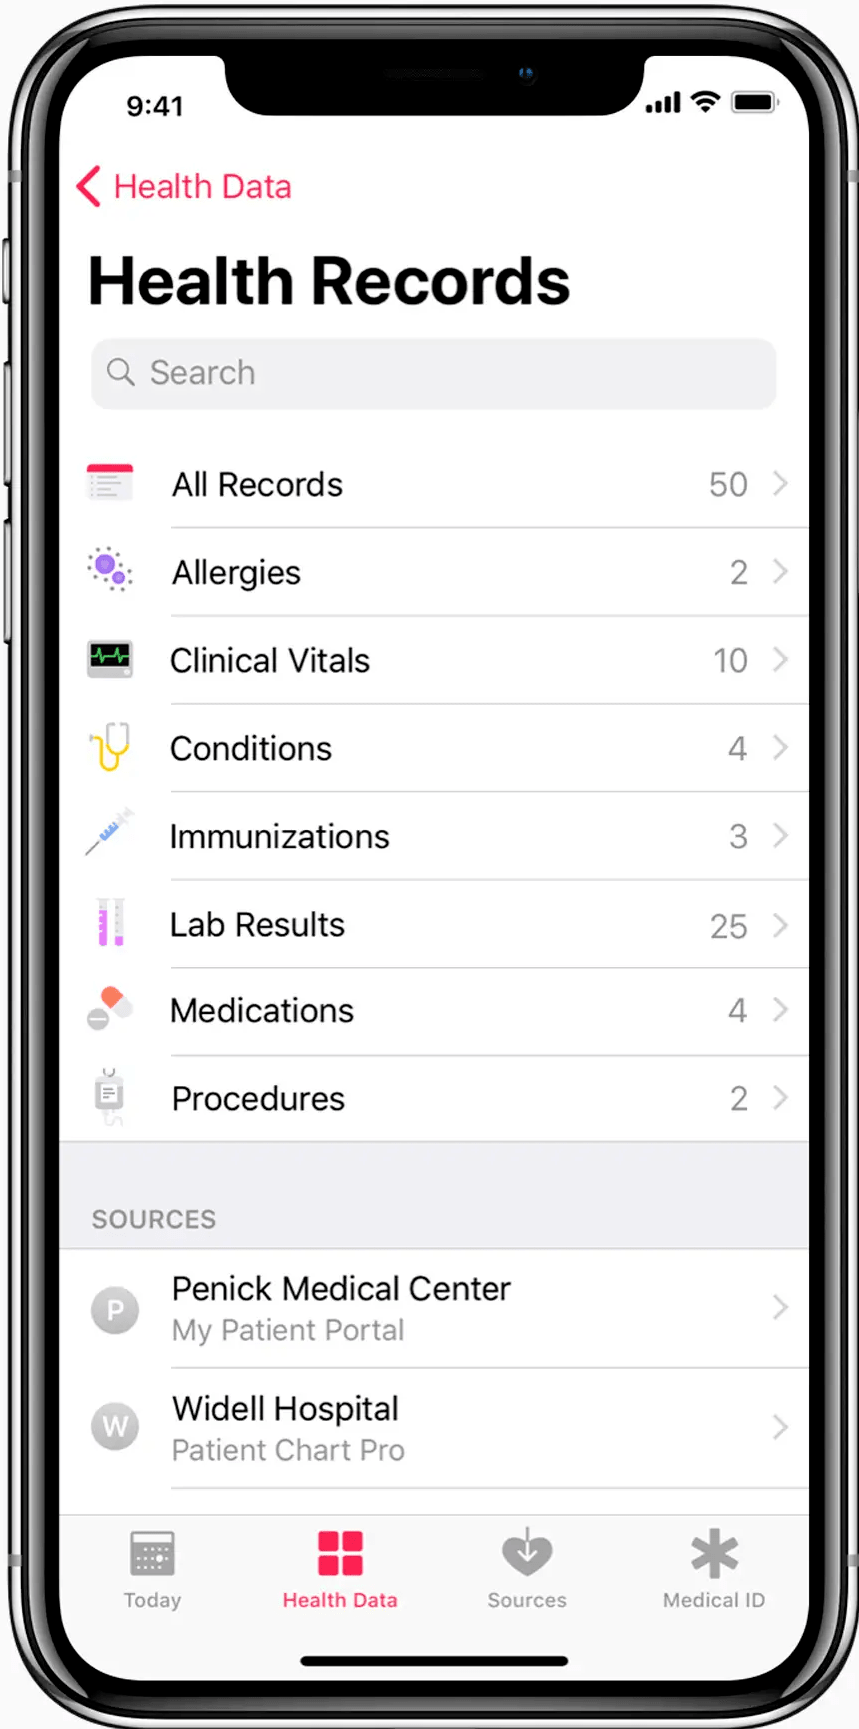 9:41
Health Data
Health Records
Search
All Records 50
Allergies 2
Clinical Vitals 10
Conditions 4
Immunizations 3
Lab Results 25
Medications 4
Procedures 2
SOURCES
P Penick Medical Center
My Patient Portal
W Widell Hospital
Patient Chart Pro
Today Health Data Sources Medical ID